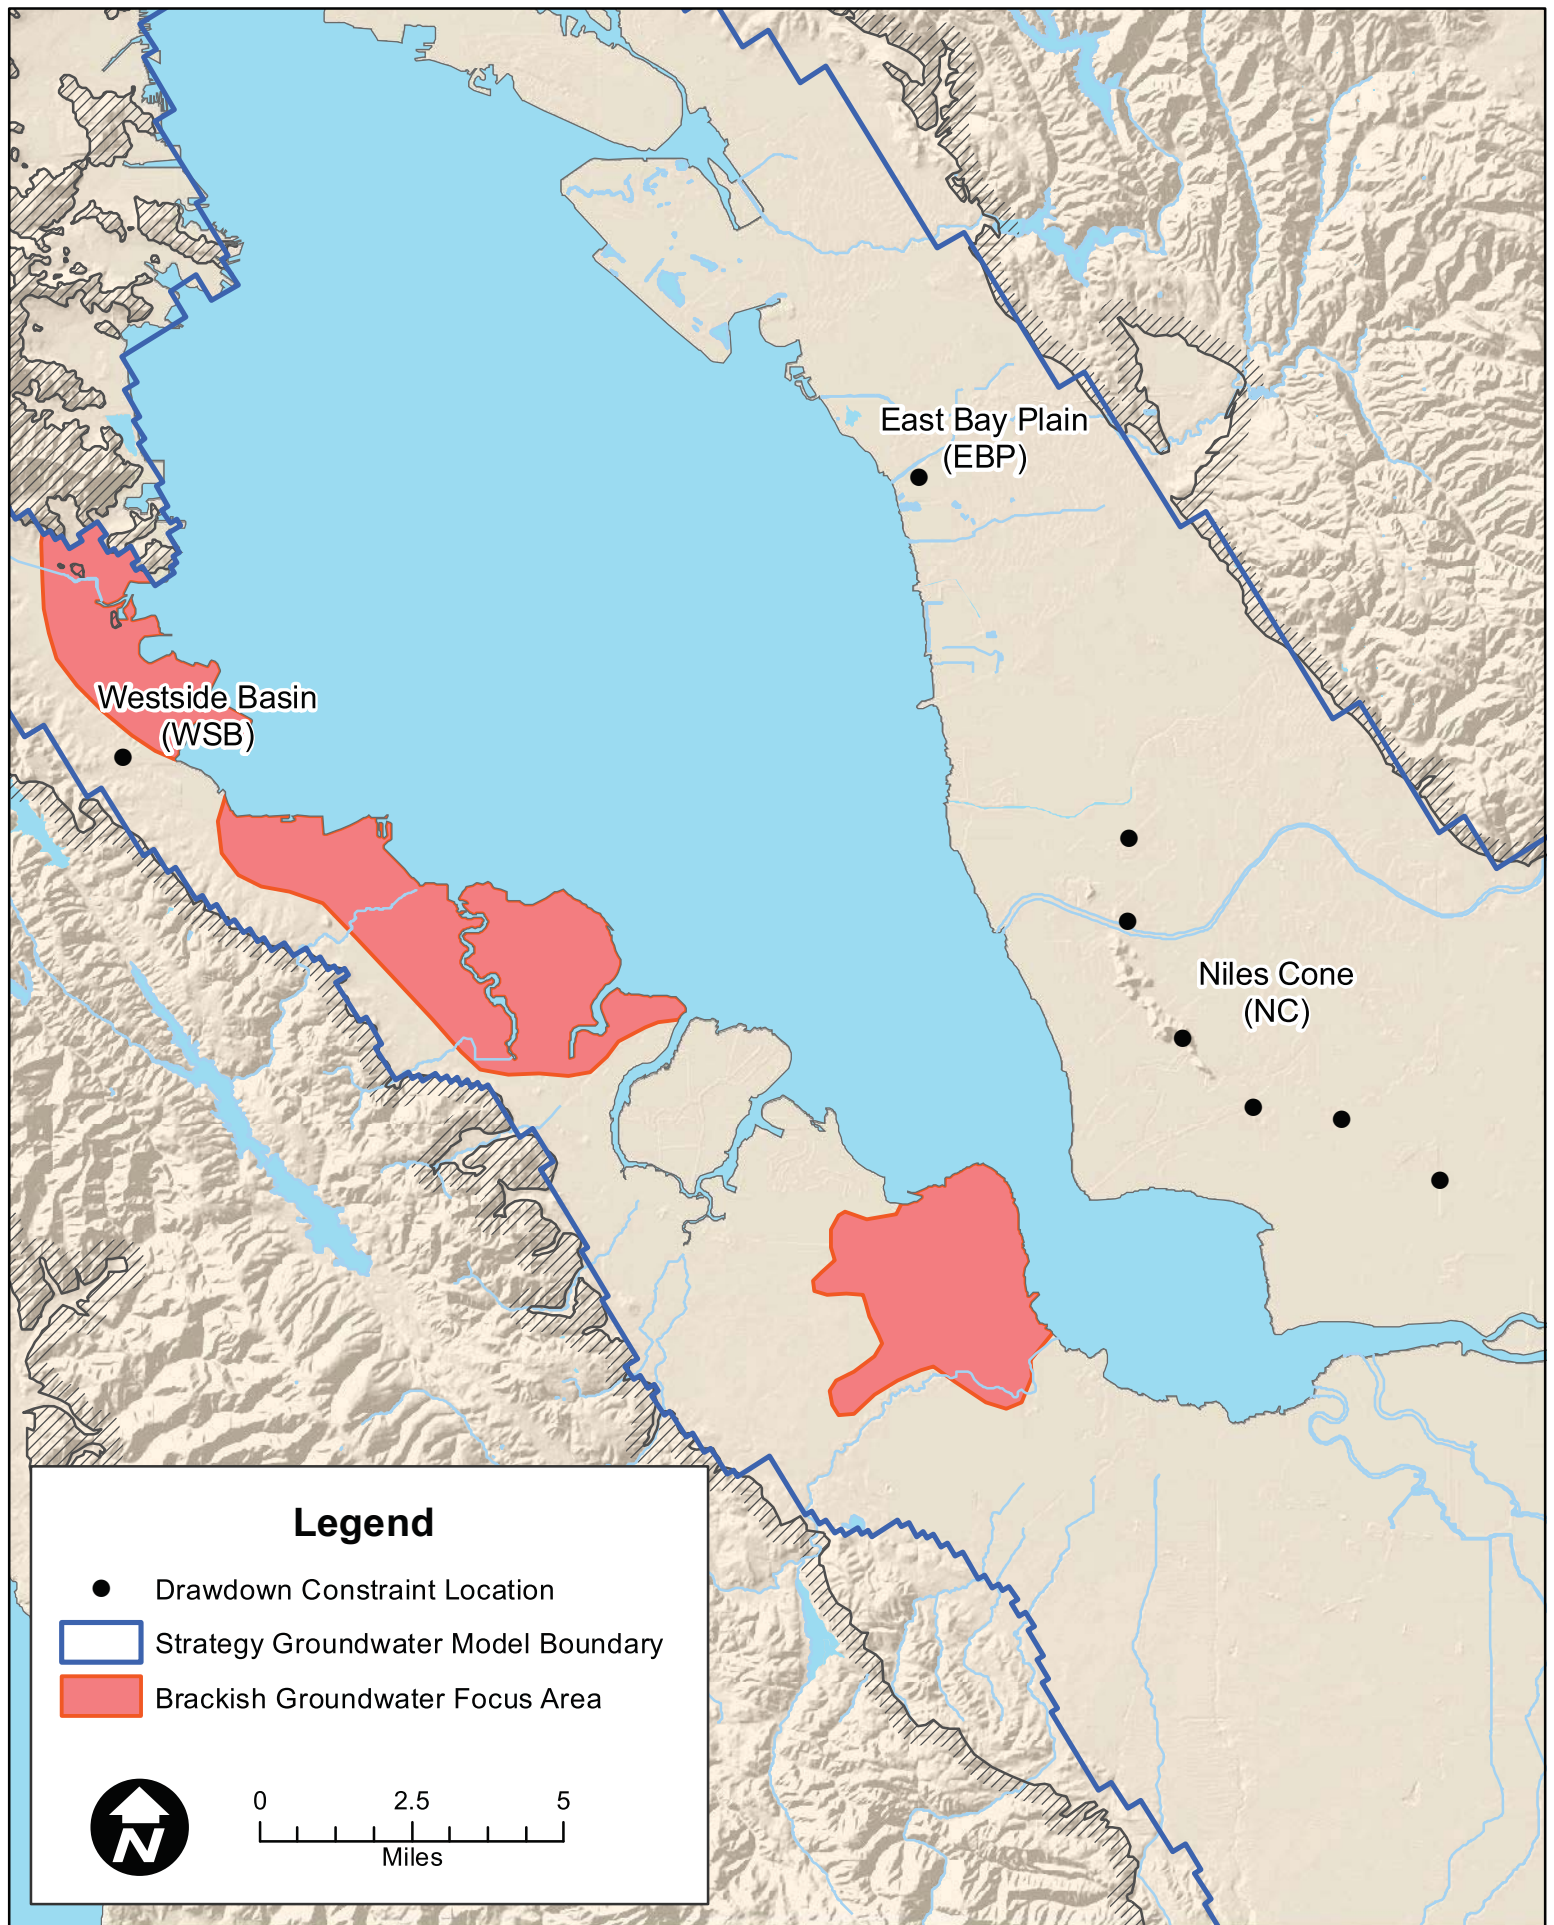 East Bay Plain
(EBP)
Westside Basin
(WSB)
Niles Cone
(NC)
Legend
Drawdown Constraint Location
Strategy Groundwater Model Boundary
Brackish Groundwater Focus Area
N
0 2.5 5
Miles